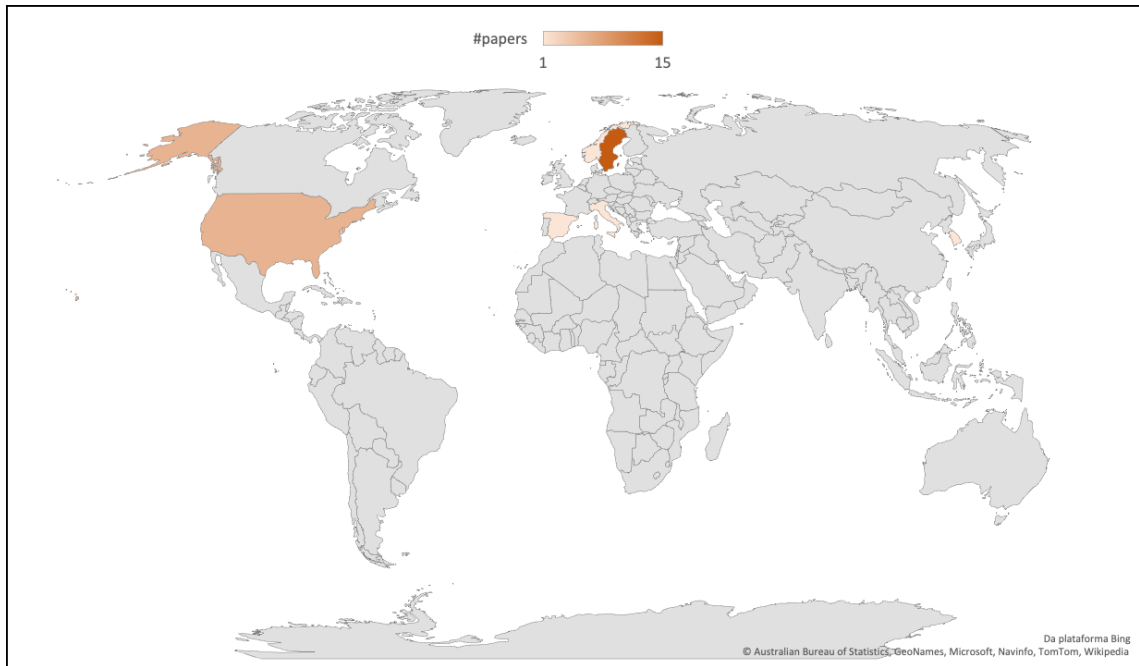 #papers
1 15
Da plataforma Bing
© Australian Bureau of Statistics, GeoNames, Microsoft, Navinfo, TomTom, Wikipedia